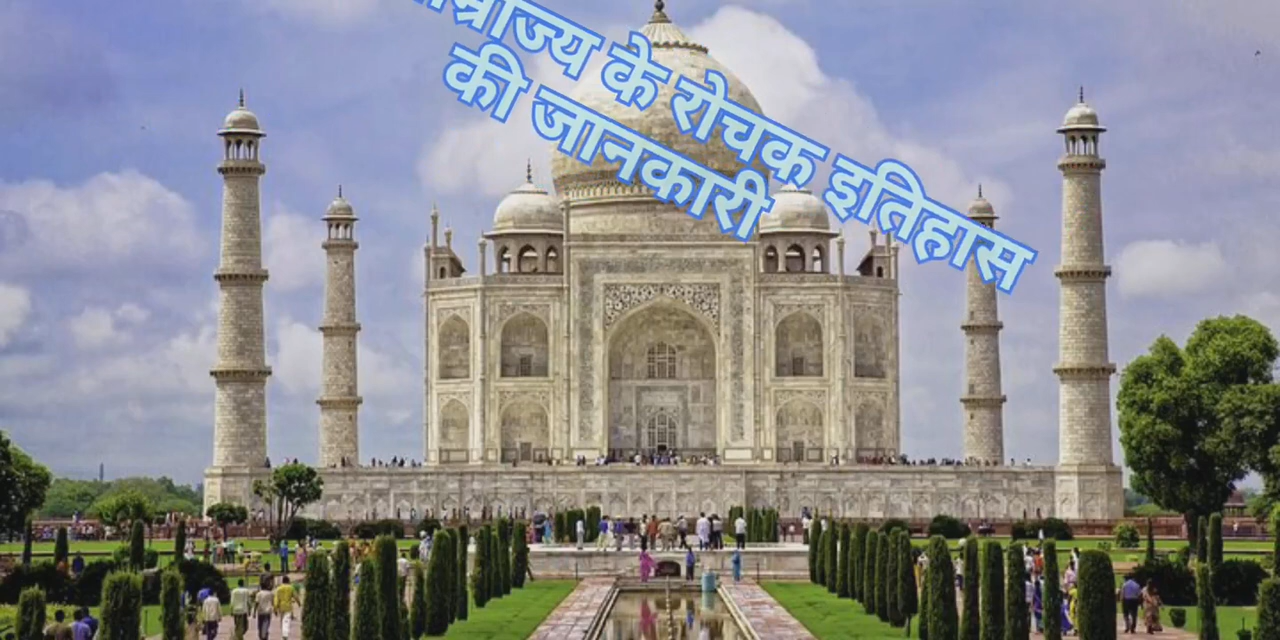 के रोचक इतिहास
की जानकारी